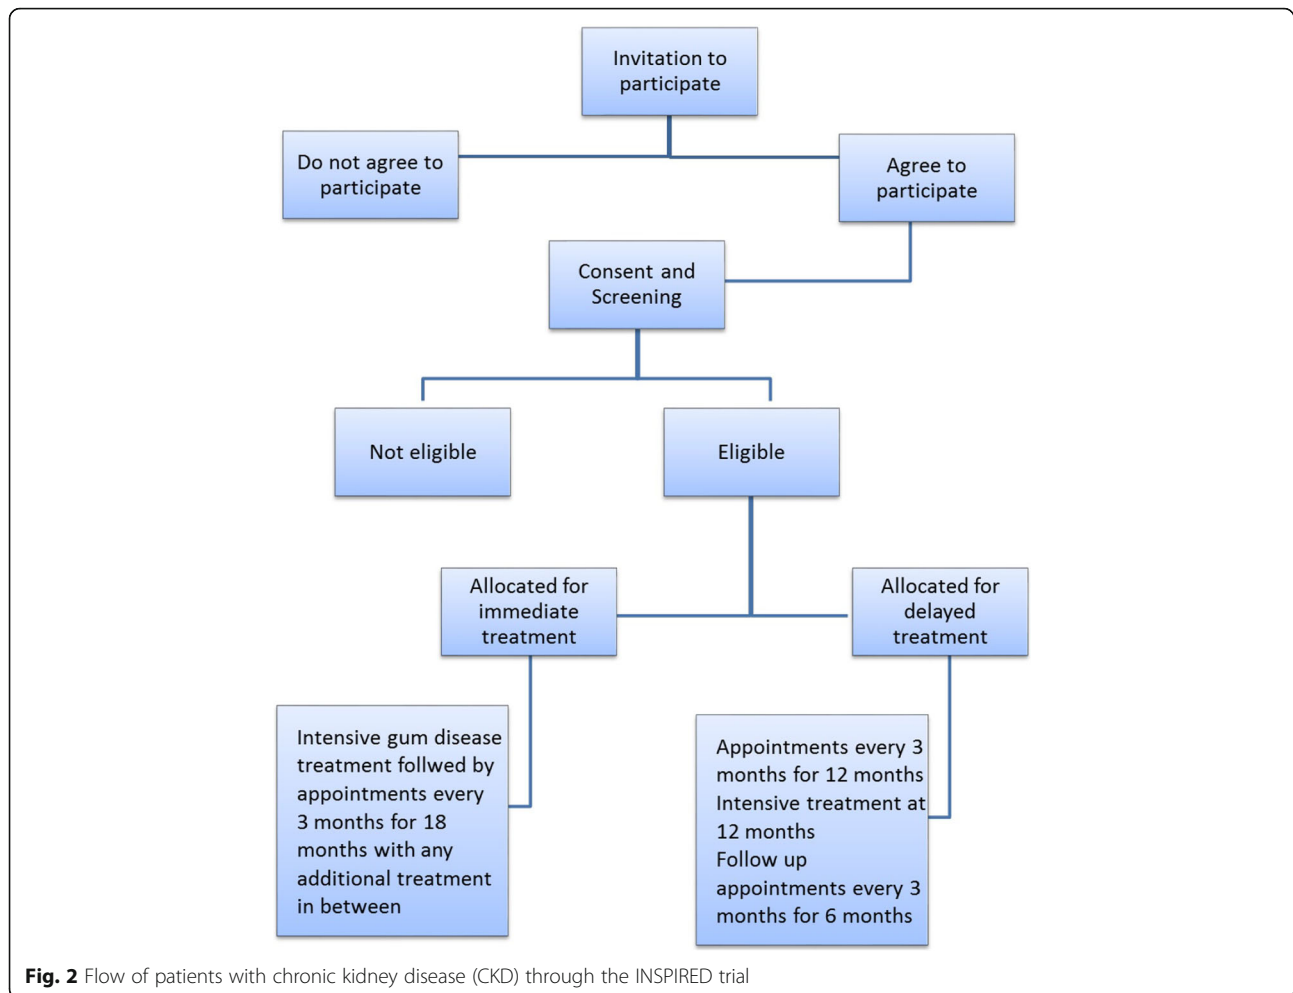 Invitation to
participate
Do not agree to
participate
Agree to
participate
Consent and
Screening
Not eligible
Eligible
Allocated for
immediate
treatment
Allocated for
delayed
treatment
Intensive gum disease
treatment follwed by
appointments every
3 months for 18
months with any
additional treatment
in between
Appointments every 3
months for 12 months
Intensive treatment at
12 months
Follow up
appointments every 3
months for 6 months
Fig. 2 Flow of patients with chronic kidney disease (CKD) through the INSPIRED trial